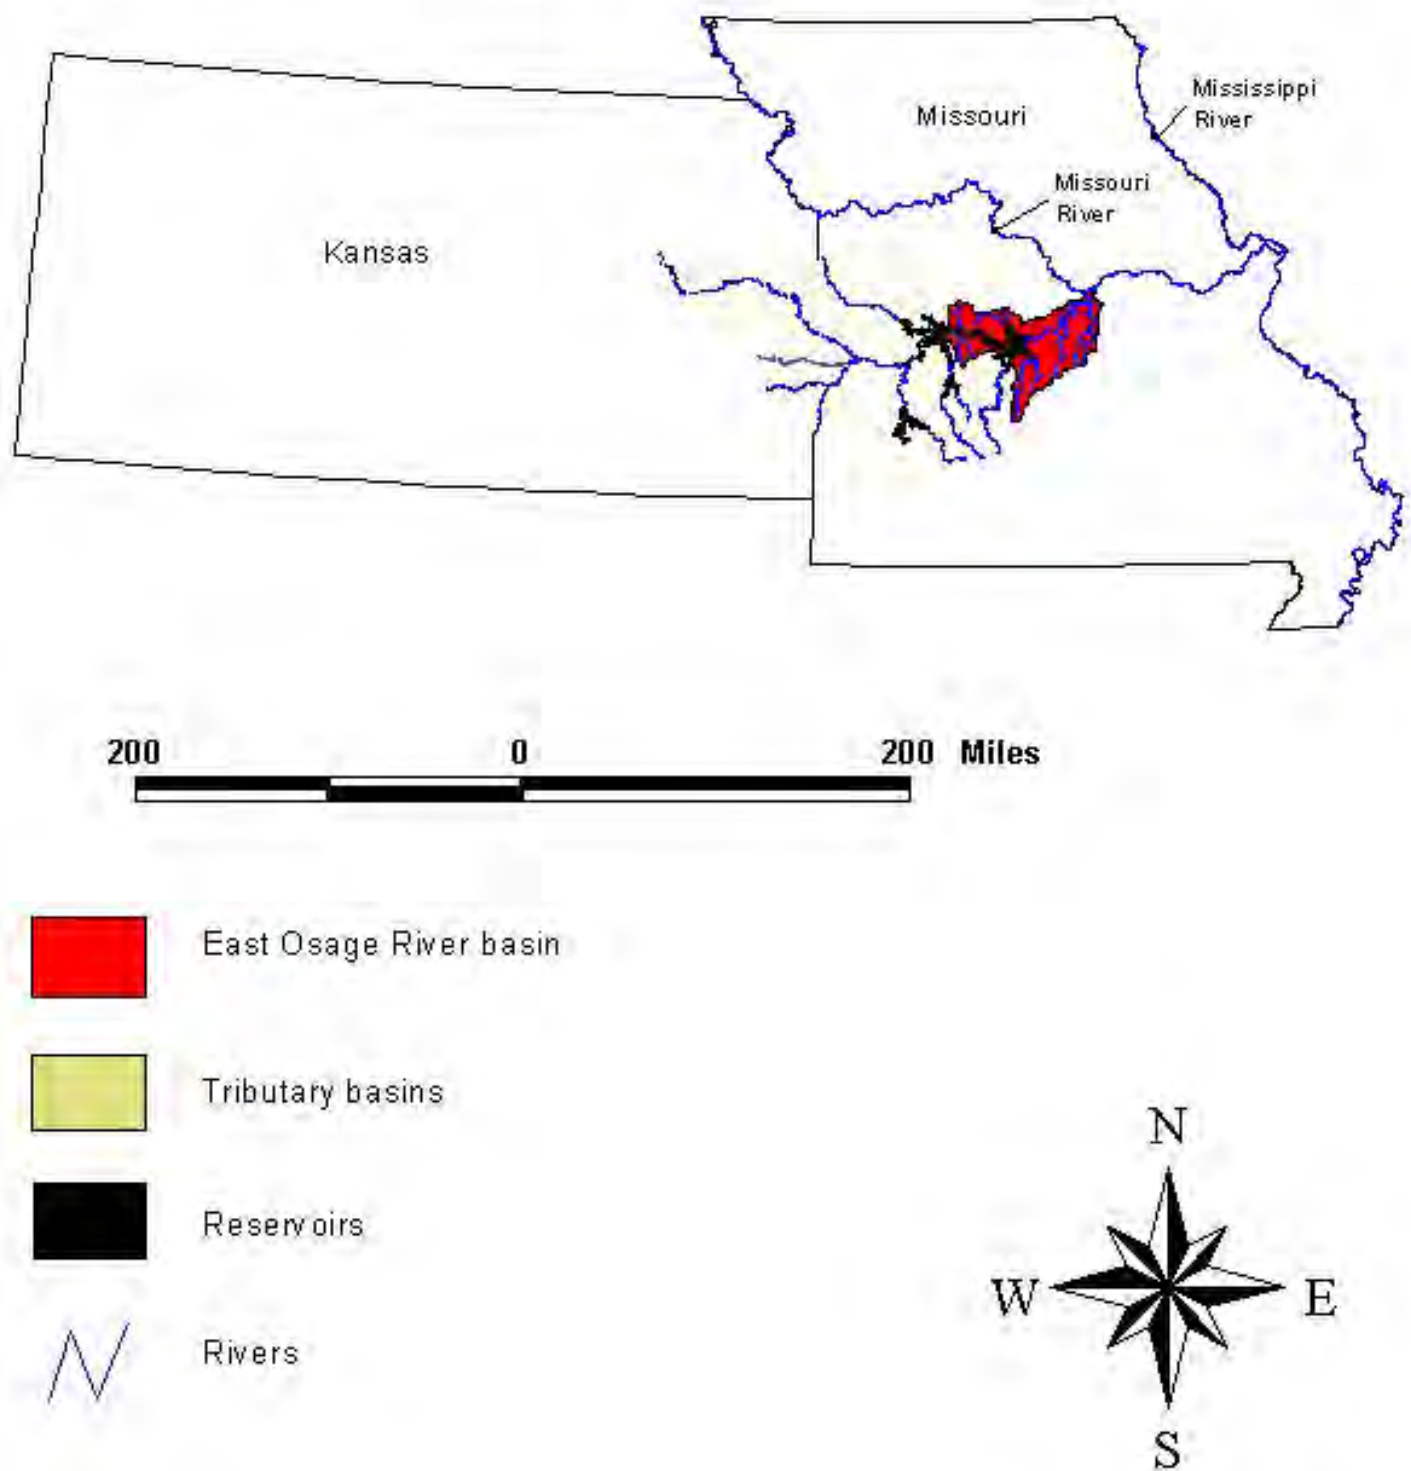 Mississippi
River
Missouri
Missouri
River
Kansas
200 0 200 Miles
East Osage River basin
Tributary basins
Reservoirs
Rivers
N
W E
S